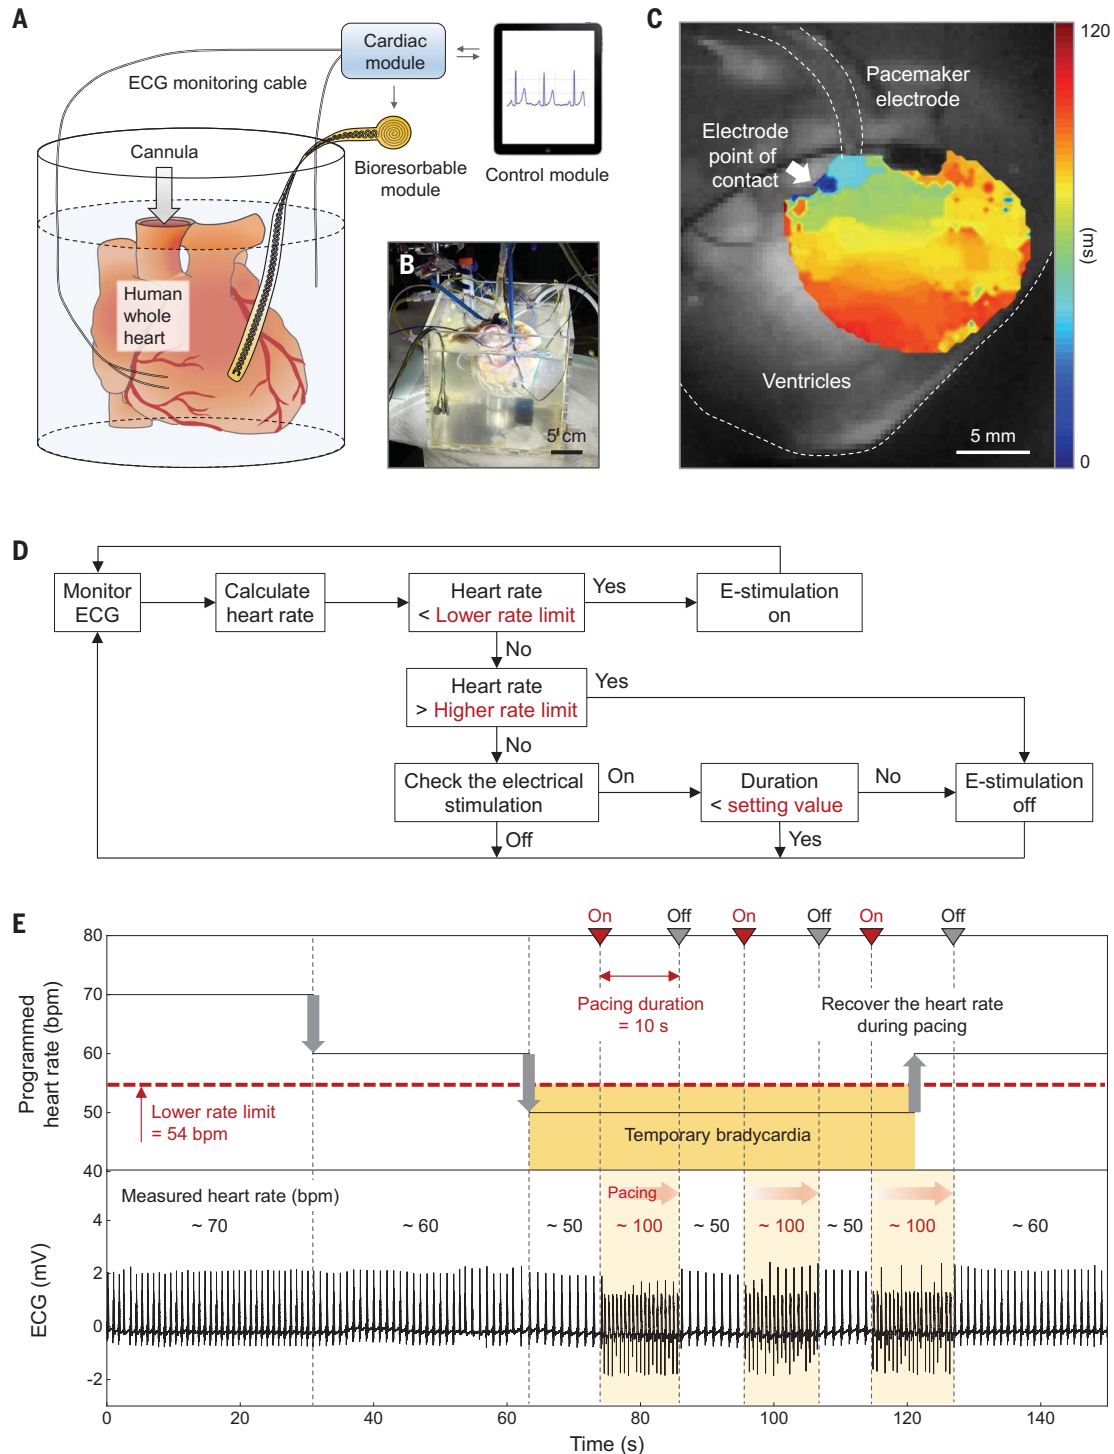 A
Cardiac
module
ECG monitoring cable
Cannula
Bioresorbable
module
Control module
Human
whole
heart
B
5 cm
C
Pacemaker
electrode
Electrode
point of
contact
Ventricles
5 mm
120
(ms)
0
D
Monitor
ECG
Calculate
heart rate
Heart rate
< Lower rate limit
Yes
E-stimulation
on
No
Heart rate
> Higher rate limit
Yes
No
Check the electrical
stimulation
On
Duration
< setting value
No
E-stimulation
off
Off
Yes
E
On
Off
On
Off
On
Off
80
70
60
50
40
Programmed
heart rate (bpm)
Pacing duration
= 10 s
Recover the heart rate
during pacing
Lower rate limit
= 54 bpm
Temporary bradycardia
Measured heart rate (bpm)
Pacing
~ 70
~ 60
~ 50
~ 100
~ 50
~ 100
~ 50
~ 100
~ 60
4
2
0
-2
ECG (mV)
0
20
40
60
80
100
120
140
Time (s)